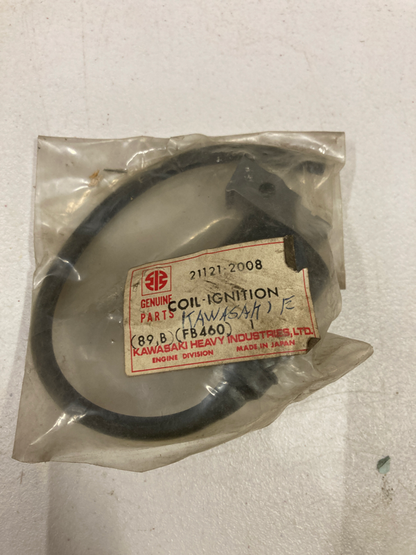 21121-2008
GENUINE PARTS
COIL-IGNITION
KAWASAKI E
(89,B) (FB460)
KAWASAKI HEAVY INDUSTRIES, LTD.
ENGINE DIVISION MADE IN JAPAN